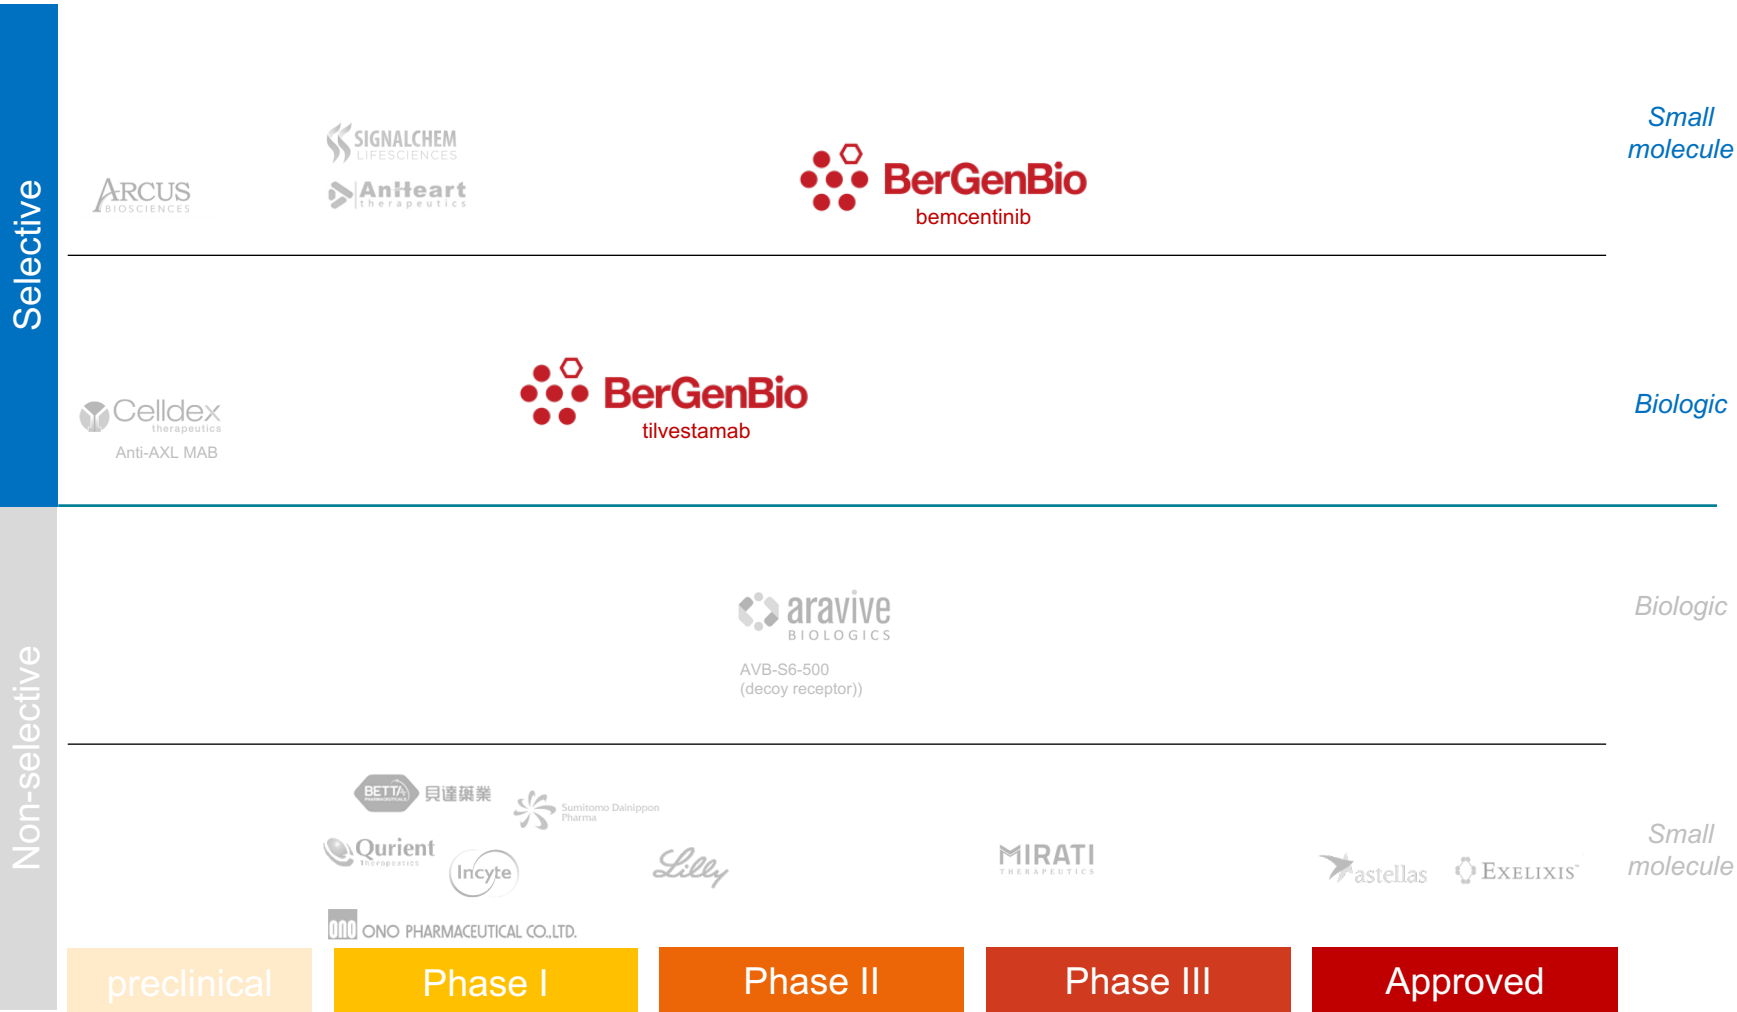 Selective
Small
molecule
SIGNALCHEM
LIFESCIENCES
ARCUS
BIOSCIENCES
AnHeart
therapeutics
BerGenBio
bemcentinib
Celldex
therapeutics
Anti-AXL MAB
BerGenBio
tilvestamab
Biologic
Non-selective
aravive
BIOLOGICS
AVB-S6-500
(decoy receptor))
Biologic
BETTA
PHARMACEUTICALS
貝達藥業
Sumitomo Dainippon
Pharma
Qurient
Therapeutics
Incyte
Lilly
MIRATI
THERAPEUTICS
astellas
EXELIXIS™
Small
molecule
ono ONO PHARMACEUTICAL CO.,LTD.
preclinical
Phase I
Phase II
Phase III
Approved